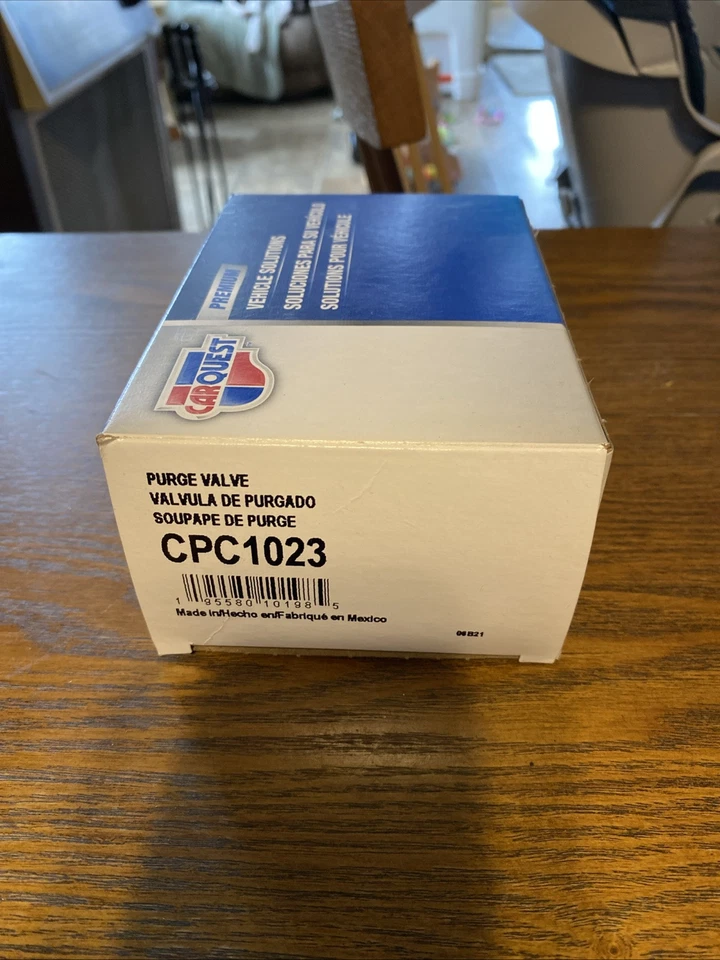 PREMIUM
VEHICLE SOLUTIONS
SOLUCIONES PARA SU VEHÍCULO
SOLUTIONS POUR VÉHICULE
CARQUEST
PURGE VALVE
VALVULA DE PURGADO
SOUPAPE DE PURGE
CPC1023
1 95580 10198 5
Made in/Hecho en/Fabriqué en Mexico
06B21